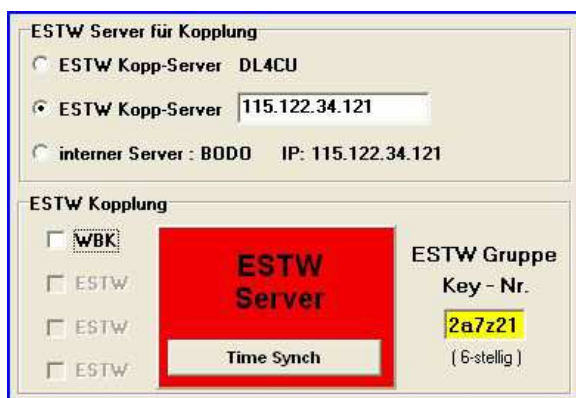 ESTW Server für Kopplung
ESTW Kopp-Server DL4CU
ESTW Kopp-Server 115.122.34.121
interner Server : BODO IP: 115.122.34.121
ESTW Kopplung
WBK
ESTW
ESTW
ESTW
ESTW
Server
Time Synch
ESTW Gruppe
Key - Nr.
2a7z21
( 6-stellig )